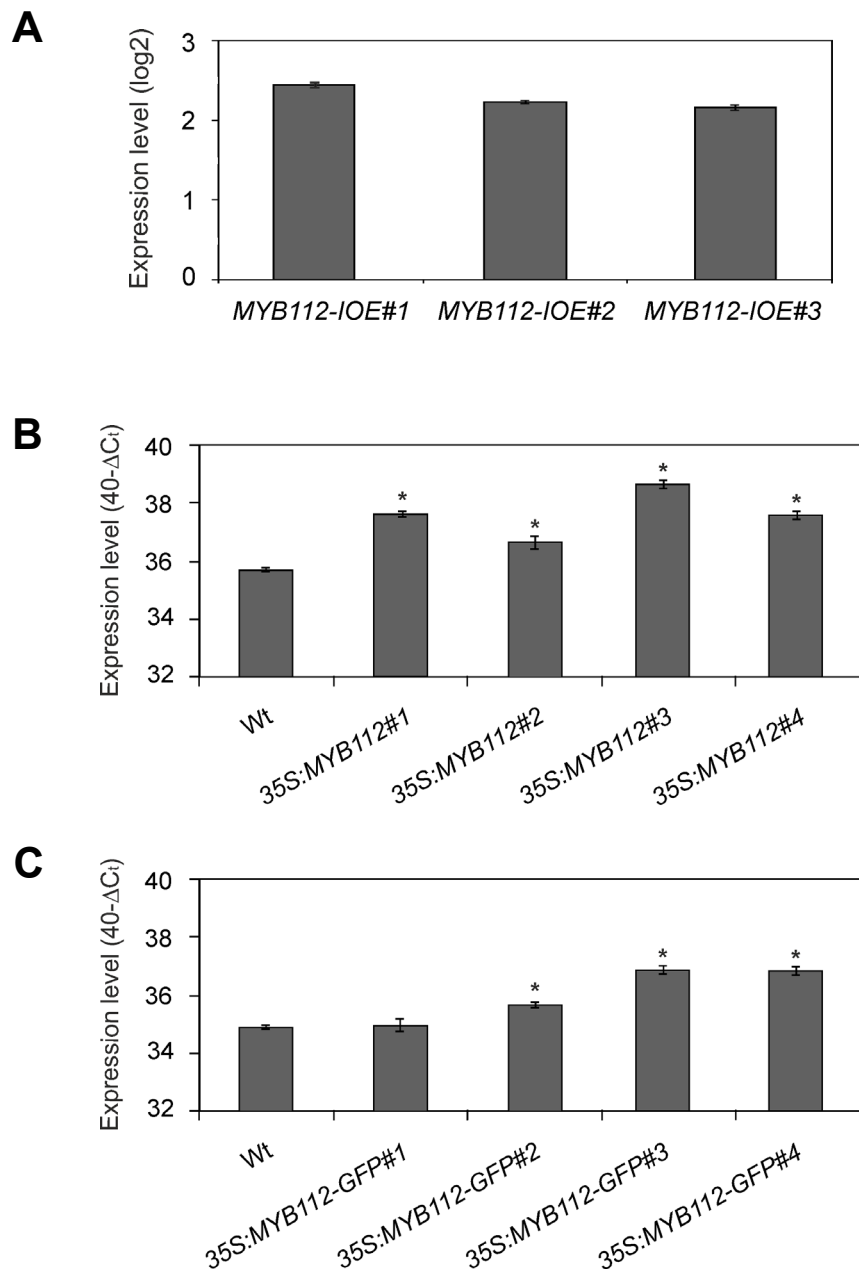 A
Expression level (log2)
3
2
1
0
MYB112-IOE#1 MYB112-IOE#2 MYB112-IOE#3
B
Expression level (40-ΔCt)
40
38
36
34
32
*
*
*
*
Wt
35S:MYB112#1
35S:MYB112#2
35S:MYB112#3
35S:MYB112#4
C
Expression level (40-ΔCt)
40
38
36
34
32
*
*
*
Wt
35S:MYB112-GFP#1
35S:MYB112-GFP#2
35S:MYB112-GFP#3
35S:MYB112-GFP#4